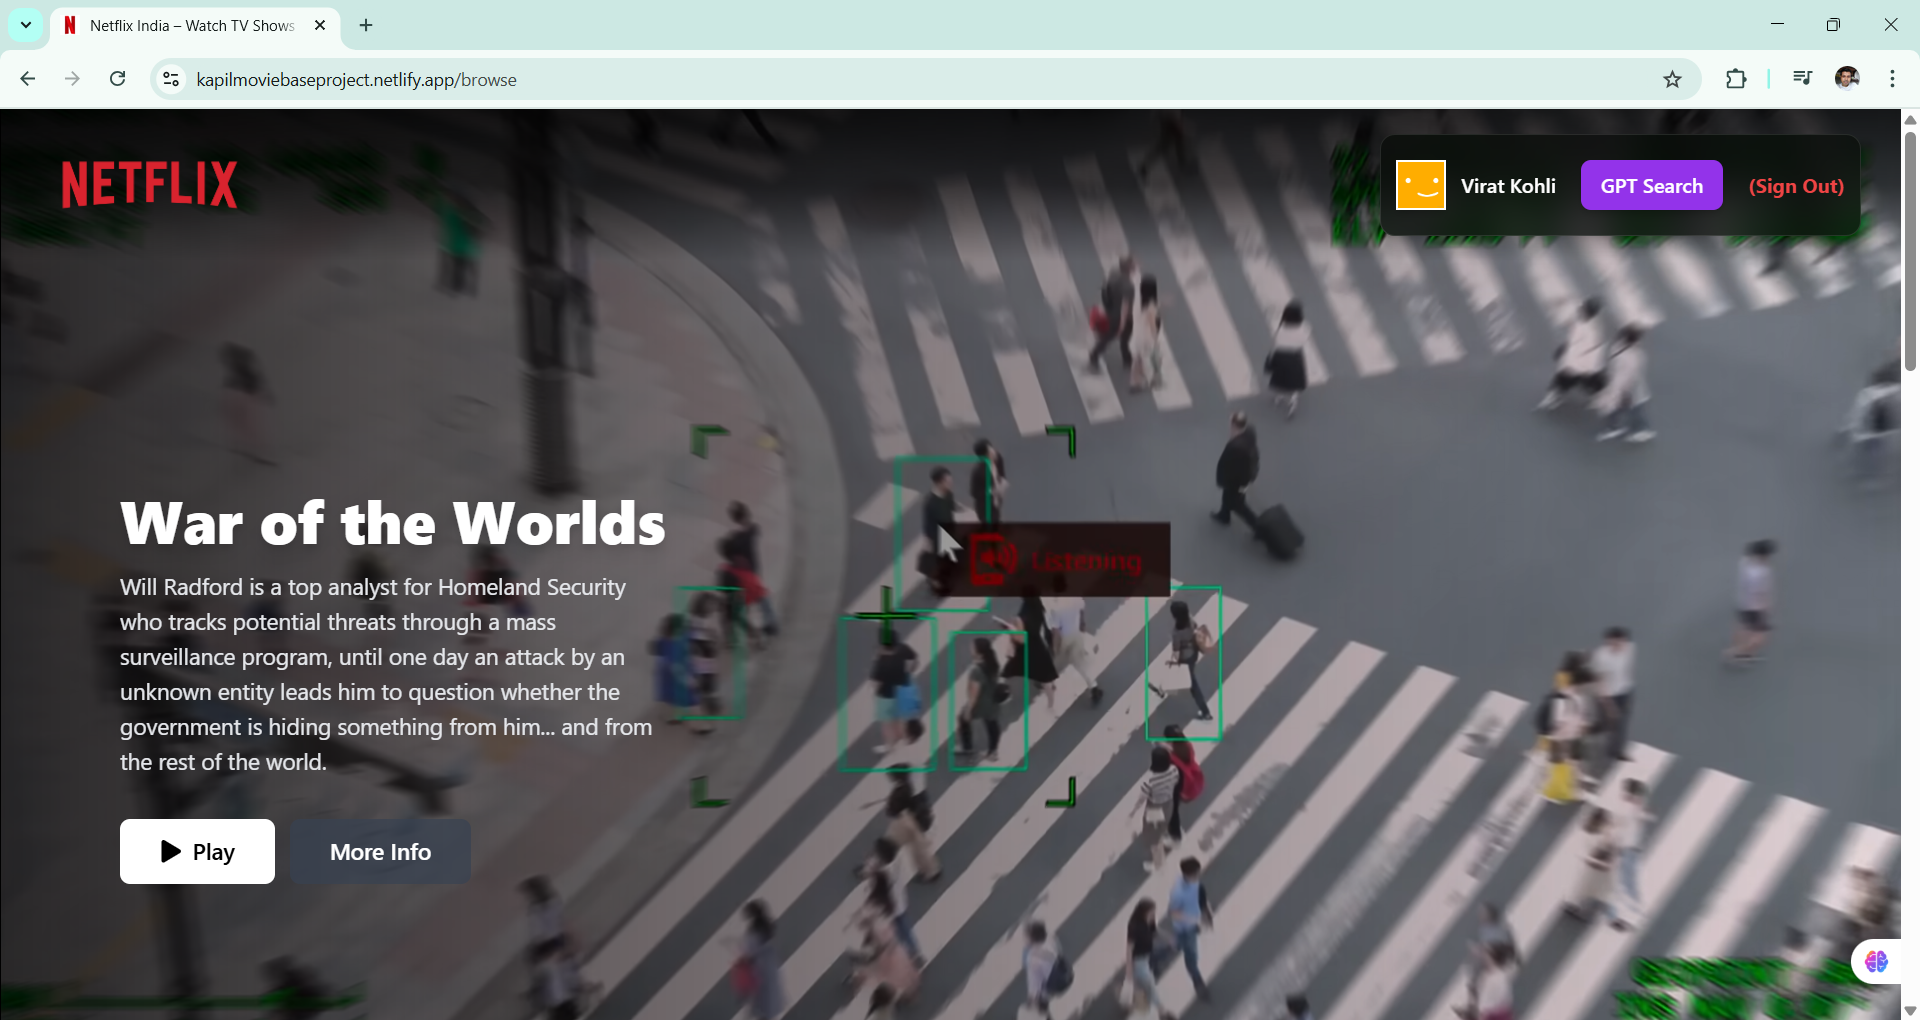 Netflix India – Watch TV Shows
kapilmoviebaseproject.netlify.app/browse
NETFLIX
Virat Kohli
GPT Search
(Sign Out)
Listening
War of the Worlds
Will Radford is a top analyst for Homeland Security
who tracks potential threats through a mass
surveillance program, until one day an attack by an
unknown entity leads him to question whether the
government is hiding something from him... and from
the rest of the world.
Play
More Info